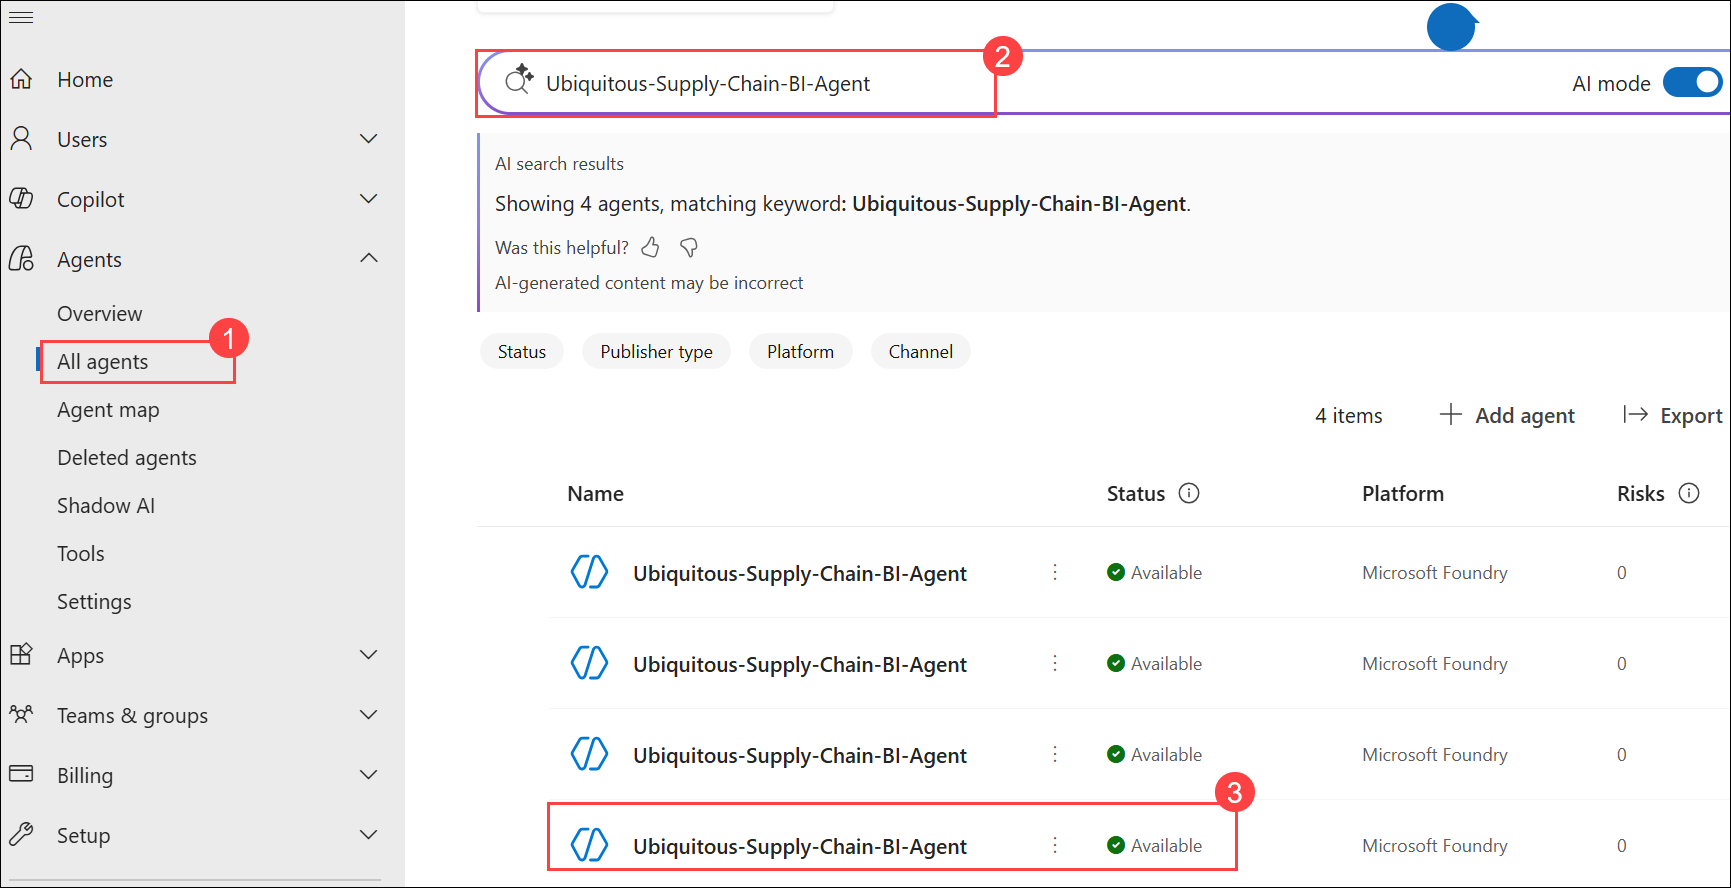 Home
Users
Copilot
Agents
Overview
1
All agents
Agent map
Deleted agents
Shadow AI
Tools
Settings
Apps
Teams & groups
Billing
Setup
2
Ubiquitous-Supply-Chain-BI-Agent
AI mode
AI search results
Showing 4 agents, matching keyword: Ubiquitous-Supply-Chain-BI-Agent.
Was this helpful?
AI-generated content may be incorrect
Status Publisher type Platform Channel
4 items Add agent Export
Name Status Platform Risks
Ubiquitous-Supply-Chain-BI-Agent Available Microsoft Foundry 0
Ubiquitous-Supply-Chain-BI-Agent Available Microsoft Foundry 0
Ubiquitous-Supply-Chain-BI-Agent Available Microsoft Foundry 0
3
Ubiquitous-Supply-Chain-BI-Agent Available Microsoft Foundry 0